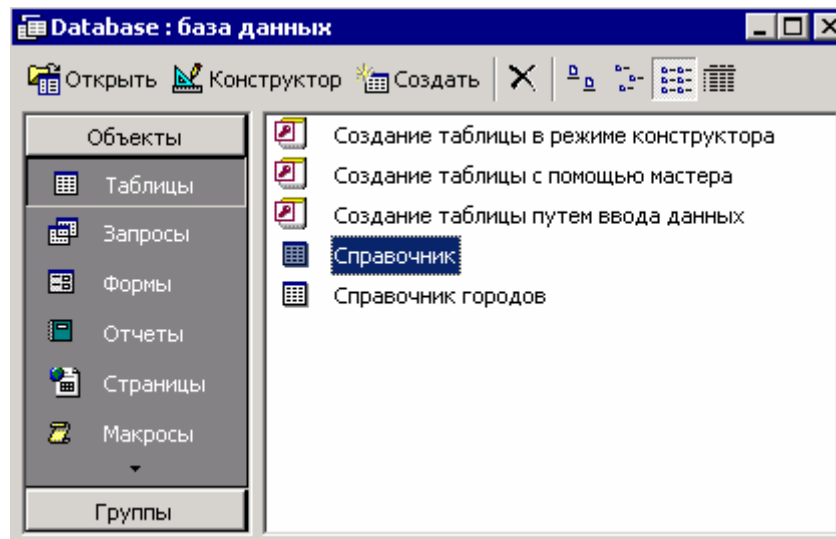 Database : база данных
Открыть Конструктор Создать
Объекты
Таблицы
Запросы
Формы
Отчеты
Страницы
Макросы
Группы
Создание таблицы в режиме конструктора
Создание таблицы с помощью мастера
Создание таблицы путем ввода данных
Справочник
Справочник городов